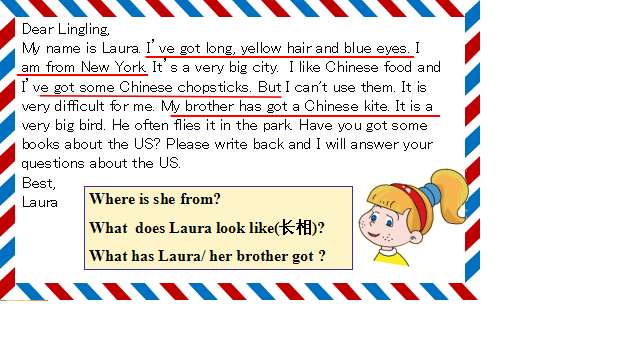 Dear Lingling,
My name is Laura. I've got long, yellow hair and blue eyes. I
am from New York. It's a very big city. I like Chinese food and
I've got some Chinese chopsticks. But I can't use them. It is
very difficult for me. My brother has got a Chinese kite. It is a
very big bird. He often flies it in the park. Have you got some
books about the US? Please write back and I will answer your
questions about the US.
Best,
Laura
Where is she from?
What does Laura look like(长相)?
What has Laura/ her brother got ?